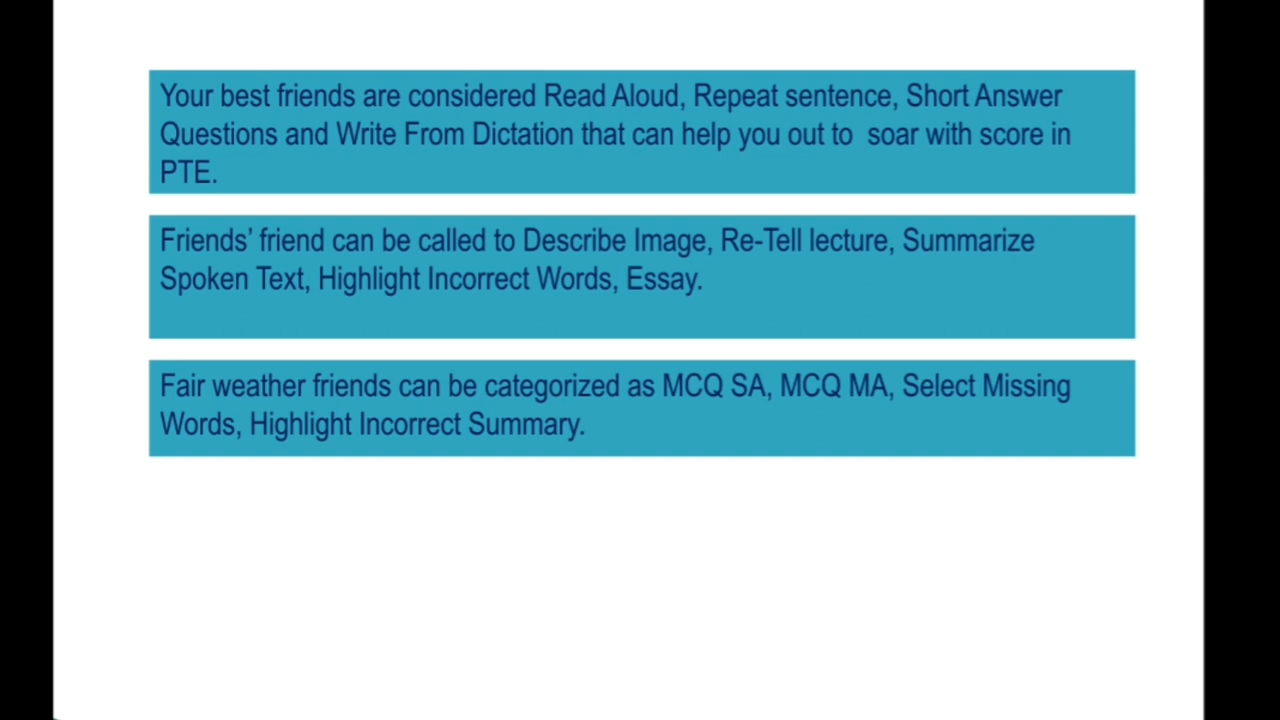 Your best friends are considered Read Aloud, Repeat sentence, Short Answer
Questions and Write From Dictation that can help you out to  soar with score in
PTE.
Friends’ friend can be called to Describe Image, Re-Tell lecture, Summarize
Spoken Text, Highlight Incorrect Words, Essay.
Fair weather friends can be categorized as MCQ SA, MCQ MA, Select Missing
Words, Highlight Incorrect Summary.